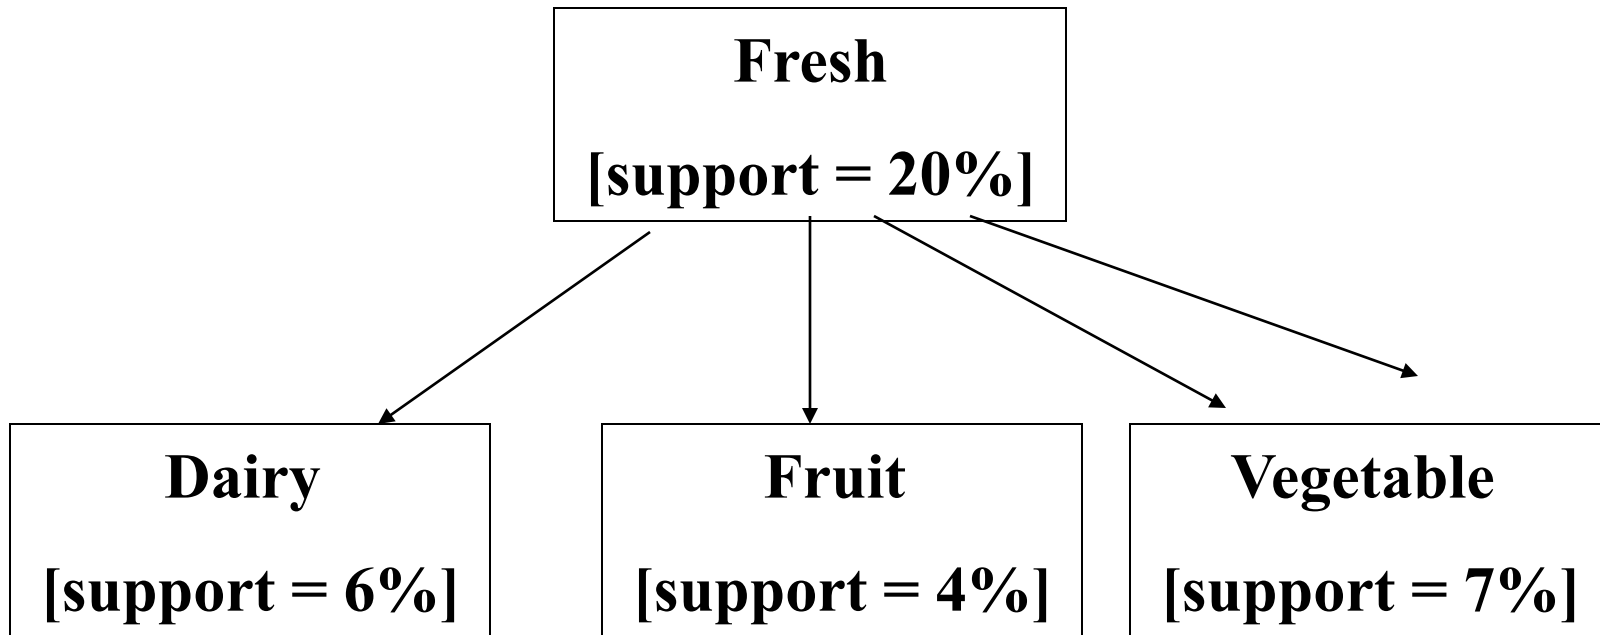 Fresh
[support = 20%]
Dairy
[support = 6%]
Fruit
[support = 4%]
Vegetable
[support = 7%]